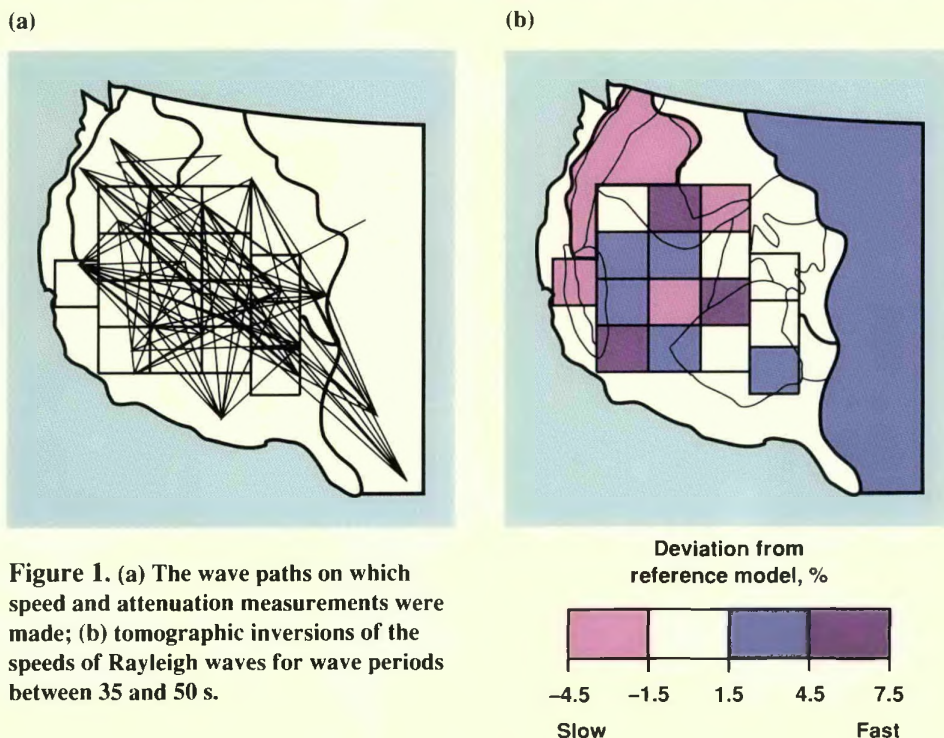 (a)
(b)
Figure 1. (a) The wave paths on which
speed and attenuation measurements were
made; (b) tomographic inversions of the
speeds of Rayleigh waves for wave periods
between 35 and 50 s.
Deviation from
reference model, %
–4.5 –1.5 1.5 4.5 7.5
Slow Fast